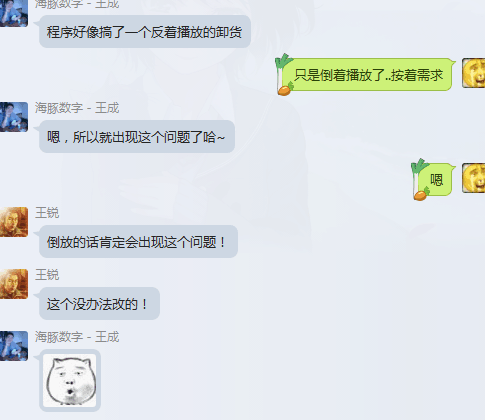 海豚数字 - 王成
程序好像搞了一个反着播放的卸货
只是倒着播放了..按着需求
海豚数字 - 王成
嗯，所以就出现这个问题了哈~
嗯
王锐
倒放的话肯定会出现这个问题！
王锐
这个没办法改的！
海豚数字 - 王成